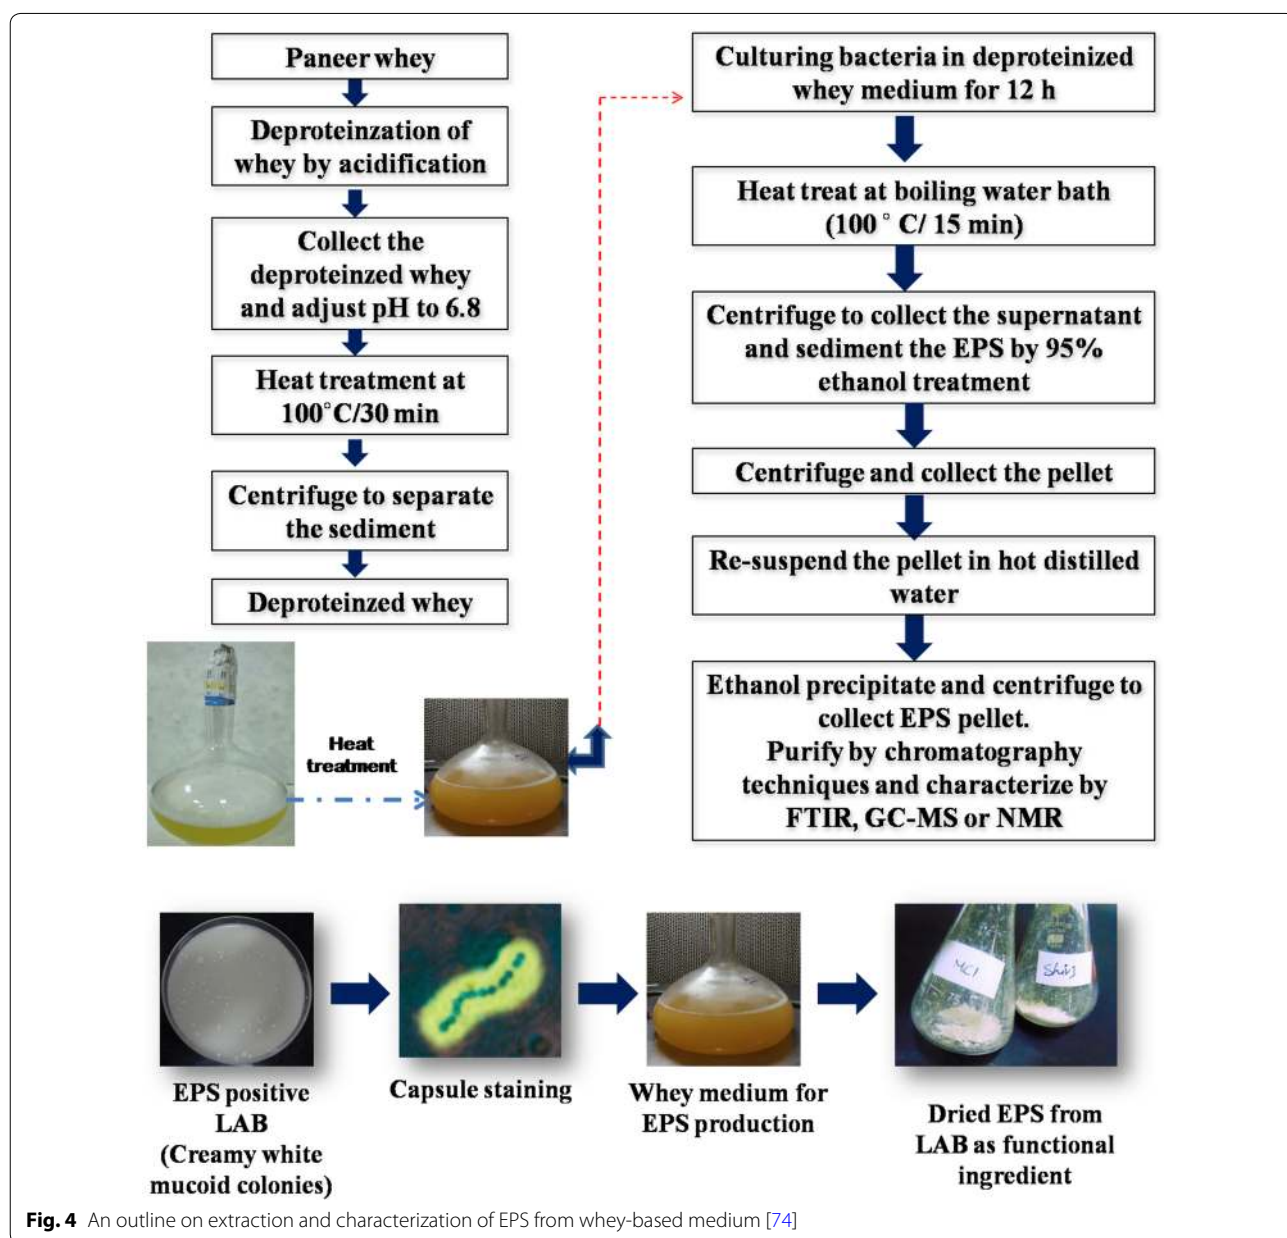 Paneer whey
Deproteinzation of
whey by acidification
Collect the
deproteinzed whey
and adjust pH to 6.8
Heat treatment at
100°C/30 min
Centrifuge to separate
the sediment
Deproteinzed whey
Heat
treatment
Culturing bacteria in deproteinized
whey medium for 12 h
Heat treat at boiling water bath
(100 ° C/ 15 min)
Centrifuge to collect the supernatant
and sediment the EPS by 95%
ethanol treatment
Centrifuge and collect the pellet
Re-suspend the pellet in hot distilled
water
Ethanol precipitate and centrifuge to
collect EPS pellet.
Purify by chromatography
techniques and characterize by
FTIR, GC-MS or NMR
MC1
EPS positive
LAB
(Creamy white
mucoid colonies)
Capsule staining
Whey medium for
EPS production
Dried EPS from
LAB as functional
ingredient
Fig. 4 An outline on extraction and characterization of EPS from whey-based medium [74]